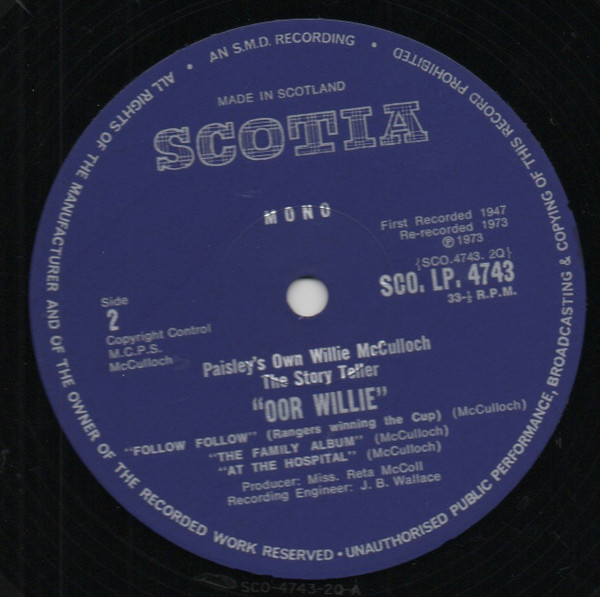 ALL RIGHTS OF THE MANUFACTURER AND OF THE OWNER OF THE RECORDED WORK RESERVED • UNAUTHORISED PUBLIC PERFORMANCE, BROADCASTING & COPYING OF THIS RECORD PROHIBITED
• AN S.M.D. RECORDING •
MADE IN SCOTLAND
SCOTIA
MONO
First Recorded 1947
Re-recorded 1973
℗1973
{SCO.4743. 2Q}
SCO. LP. 4743
33-⅓ R.P.M.
Side
2
Copyright Control
M.C.P.S.
McCulloch
Paisley's Own Willie McCulloch
The Story Teller
"OOR WILLIE"
"FOLLOW FOLLOW" (Rangers winning the Cup) (McCulloch)
"THE FAMILY ALBUM" (McCulloch)
"AT THE HOSPITAL" (McCulloch)
Producer: Miss. Reta McColl
Recording Engineer: J. B. Wallace
SCO-4743-2Q-A